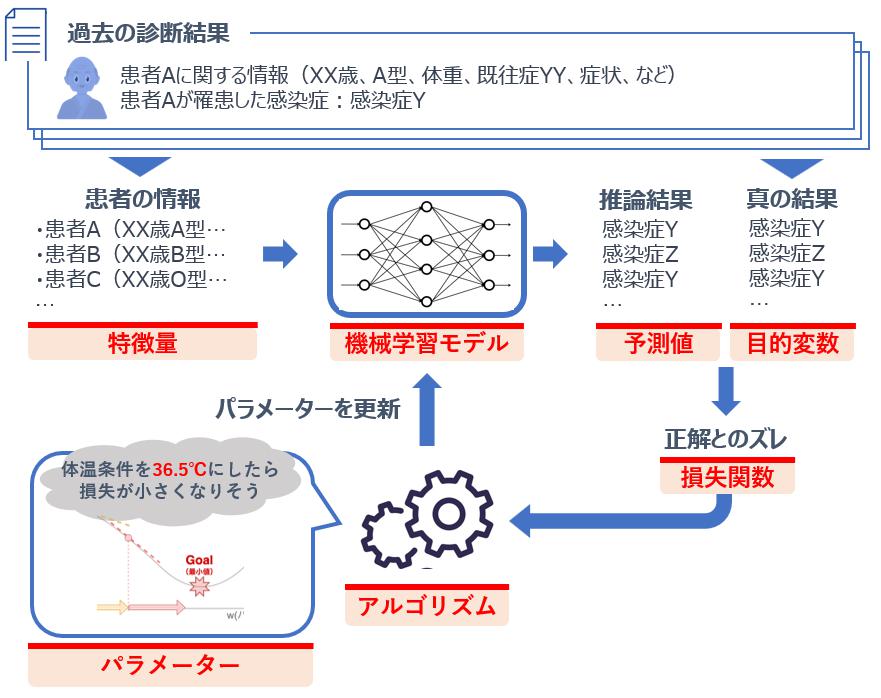 過去の診断結果
患者Aに関する情報（XX歳、A型、体重、既往症YY、症状、など）
患者Aが罹患した感染症：感染症Y
患者の情報
・患者A（XX歳A型…
・患者B（XX歳B型…
・患者C（XX歳O型…
…
特徴量
機械学習モデル
推論結果
感染症Y
感染症Z
感染症Y
…
予測値
真の結果
感染症Y
感染症Z
感染症Y
…
目的変数
正解とのズレ
損失関数
パラメーターを更新
アルゴリズム
体温条件を36.5℃にしたら
損失が小さくなりそう
Goal
(最小値)
w(パ
パラメーター